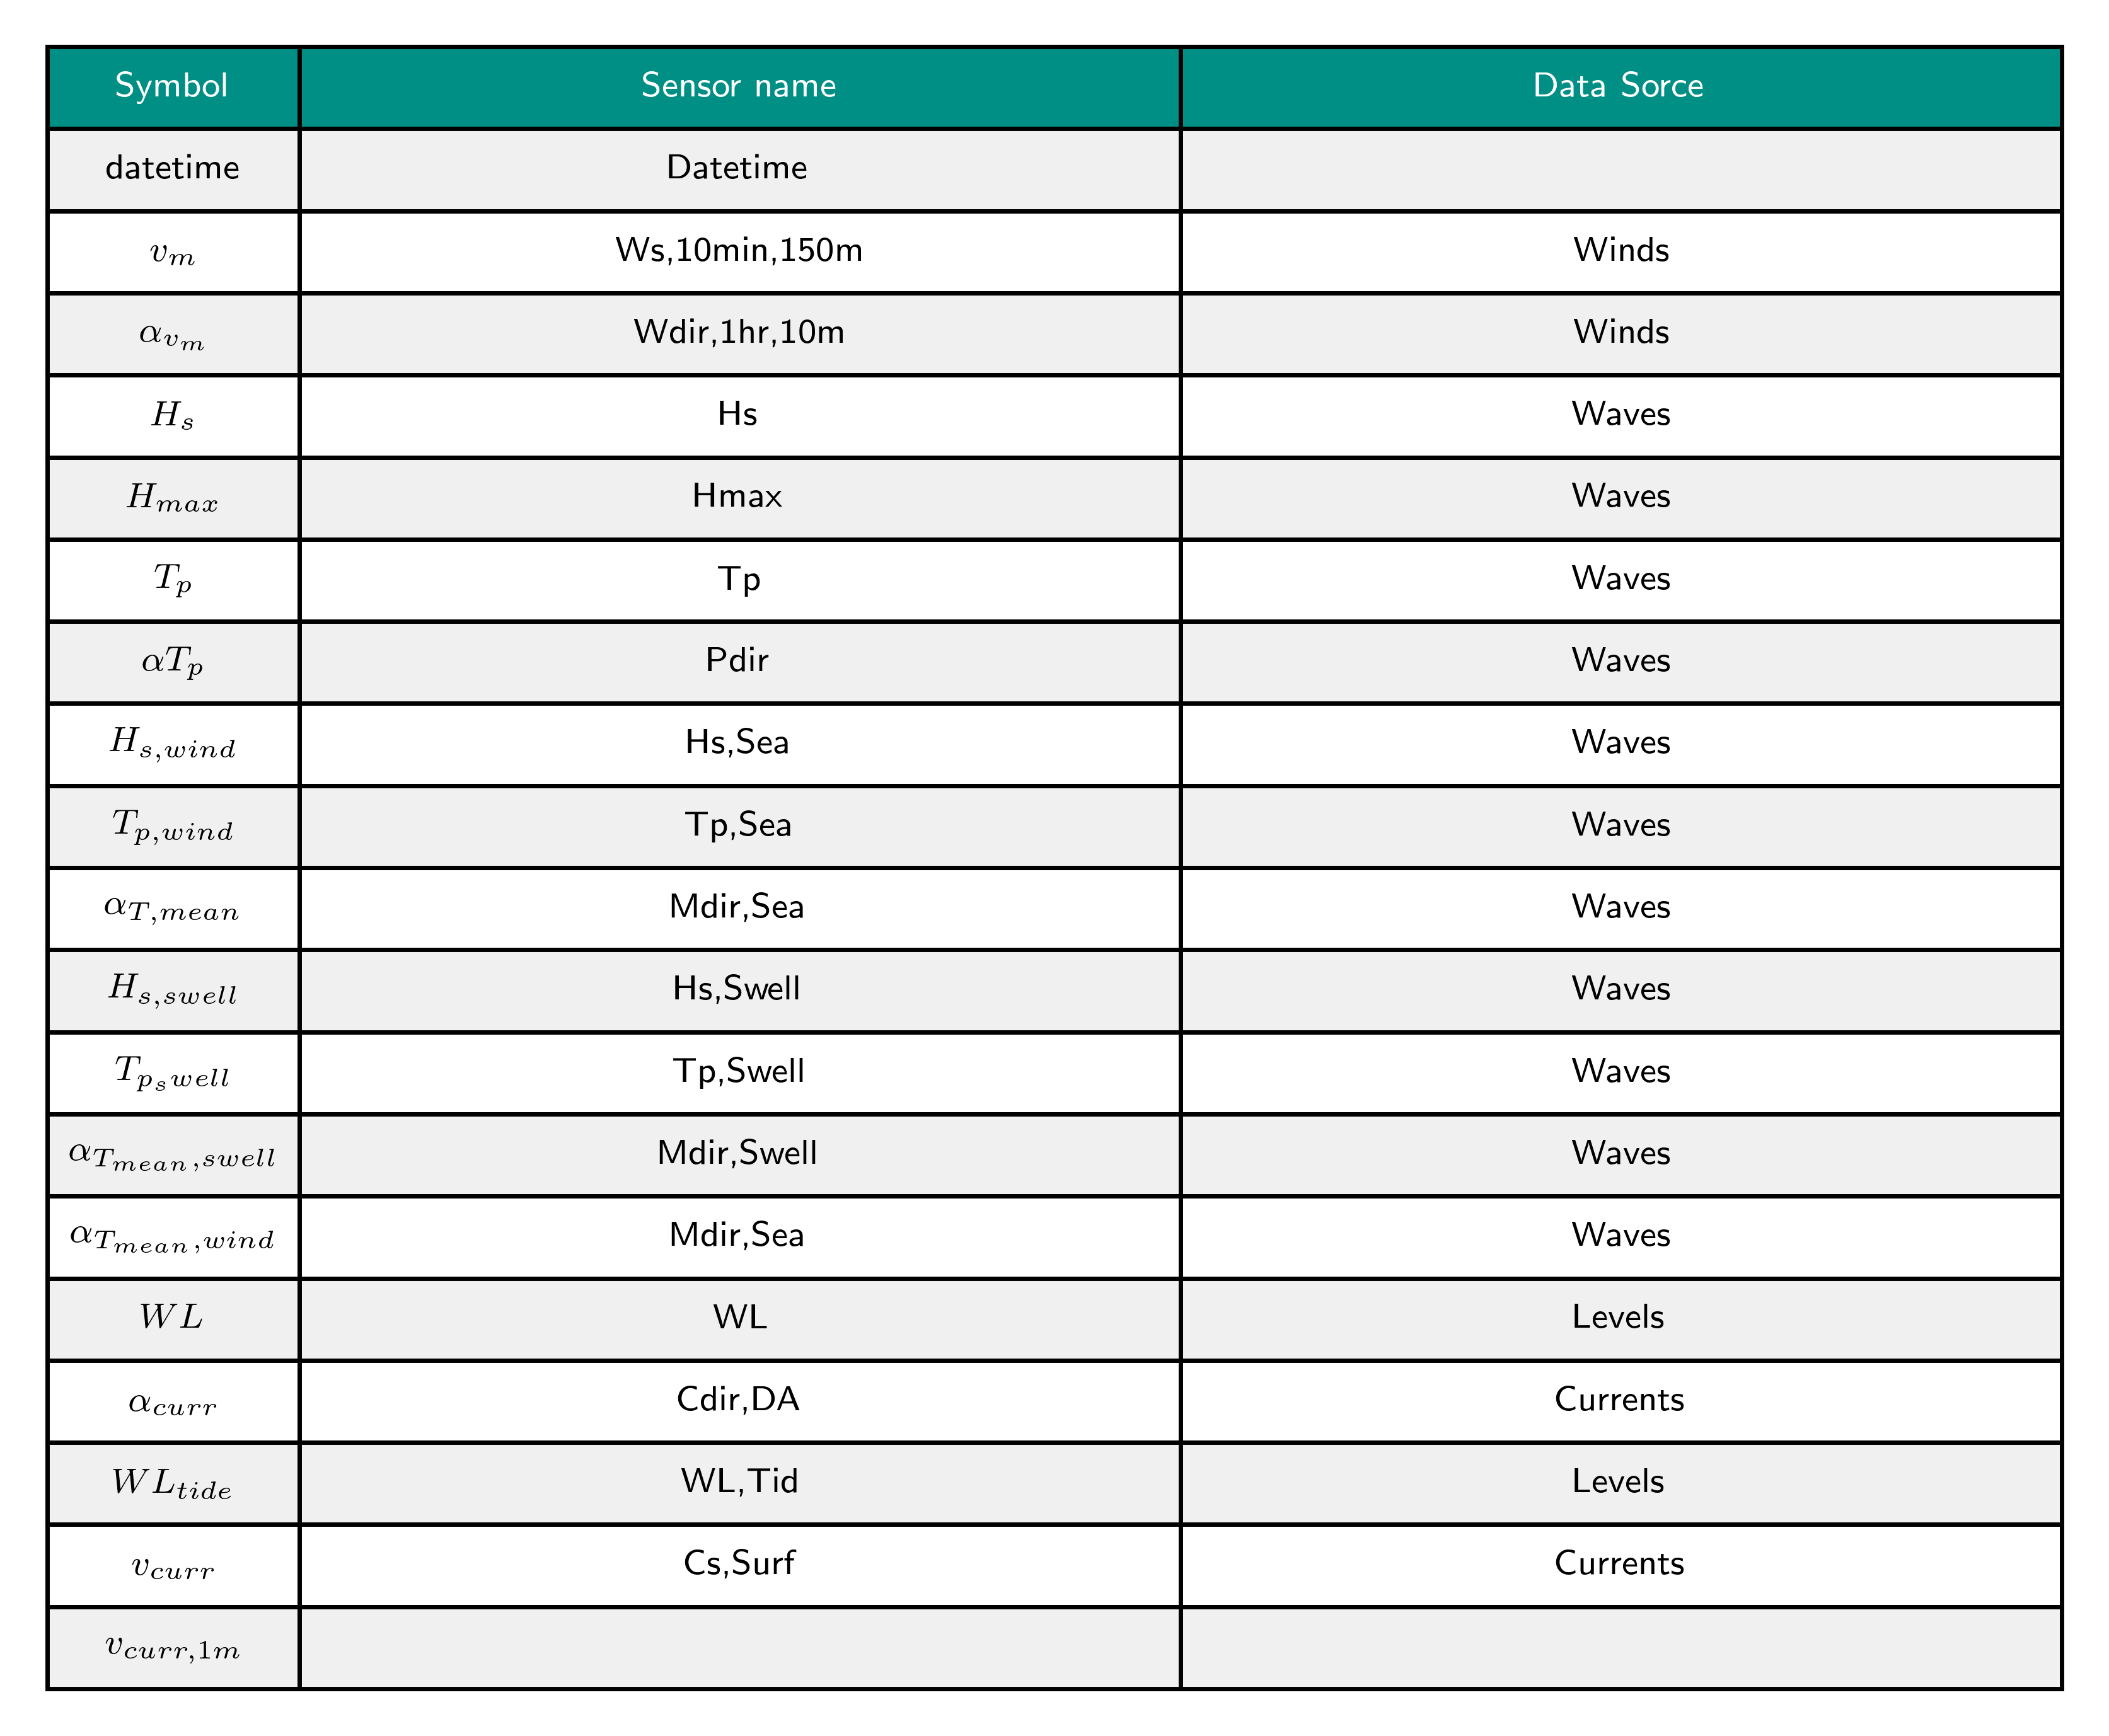 Symbol Sensor name Data Sorce
datetime Datetime
$v_m$ Ws,10min,150m Winds
$\alpha_{v_m}$ Wdir,1hr,10m Winds
$H_s$ Hs Waves
$H_{max}$ Hmax Waves
$T_p$ Tp Waves
$\alpha T_p$ Pdir Waves
$H_{s,wind}$ Hs,Sea Waves
$T_{p,wind}$ Tp,Sea Waves
$\alpha_{T,mean}$ Mdir,Sea Waves
$H_{s,swell}$ Hs,Swell Waves
$T_{p_swell}$ Tp,Swell Waves
$\alpha_{T_{mean},swell}$ Mdir,Swell Waves
$\alpha_{T_{mean},wind}$ Mdir,Sea Waves
$WL$ WL Levels
$\alpha_{curr}$ Cdir,DA Currents
$WL_{tide}$ WL,Tid Levels
$v_{curr}$ Cs,Surf Currents
$v_{curr,1m}$